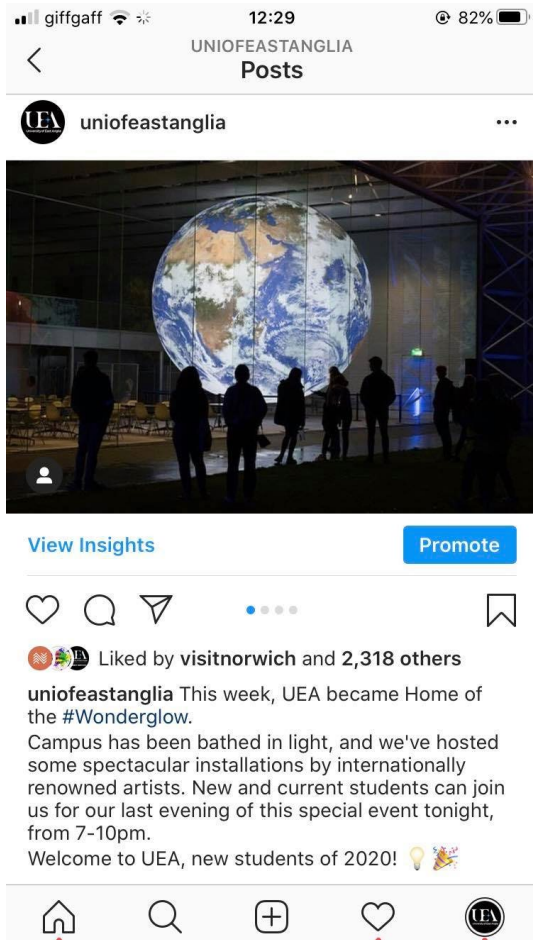 giffgaff 12:29 82%
UNIOFEASTANGLIA
Posts
UEA uniofeastanglia
View Insights Promote
Liked by visitnorwich and 2,318 others
uniofeastanglia This week, UEA became Home of
the #Wonderglow.
Campus has been bathed in light, and we've hosted
some spectacular installations by internationally
renowned artists. New and current students can join
us for our last evening of this special event tonight,
from 7-10pm.
Welcome to UEA, new students of 2020! 💡 🎉
UEA